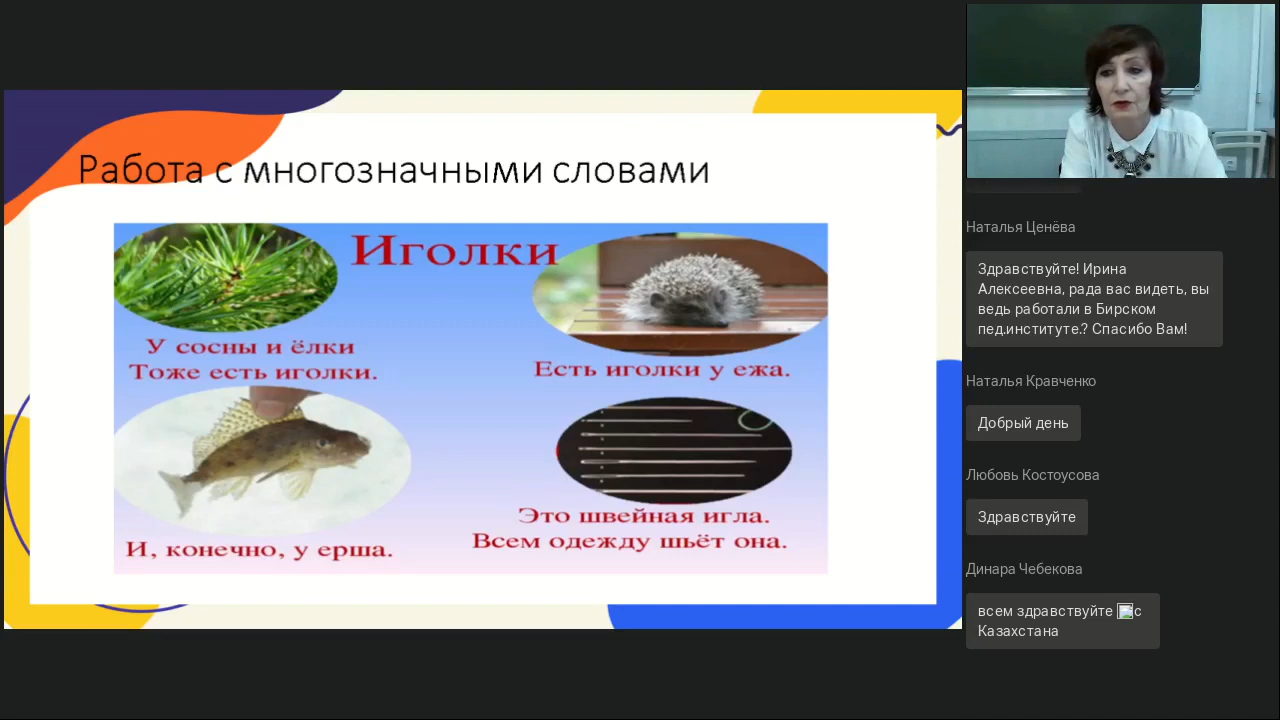 Работа с многозначными словами
Иголки
У сосны и ёлки
Тоже есть иголки.
Есть иголки у ежа.
И, конечно, у ерша.
Это швейная игла.
Всем одежду шьёт она.
Наталья Ценёва
Здравствуйте! Ирина
Алексеевна, рада вас видеть, вы
ведь работали в Бирском
пед.институте.? Спасибо Вам!
Наталья Кравченко
Добрый день
Любовь Костоусова
Здравствуйте
Динара Чебекова
всем здравствуйте с
Казахстана